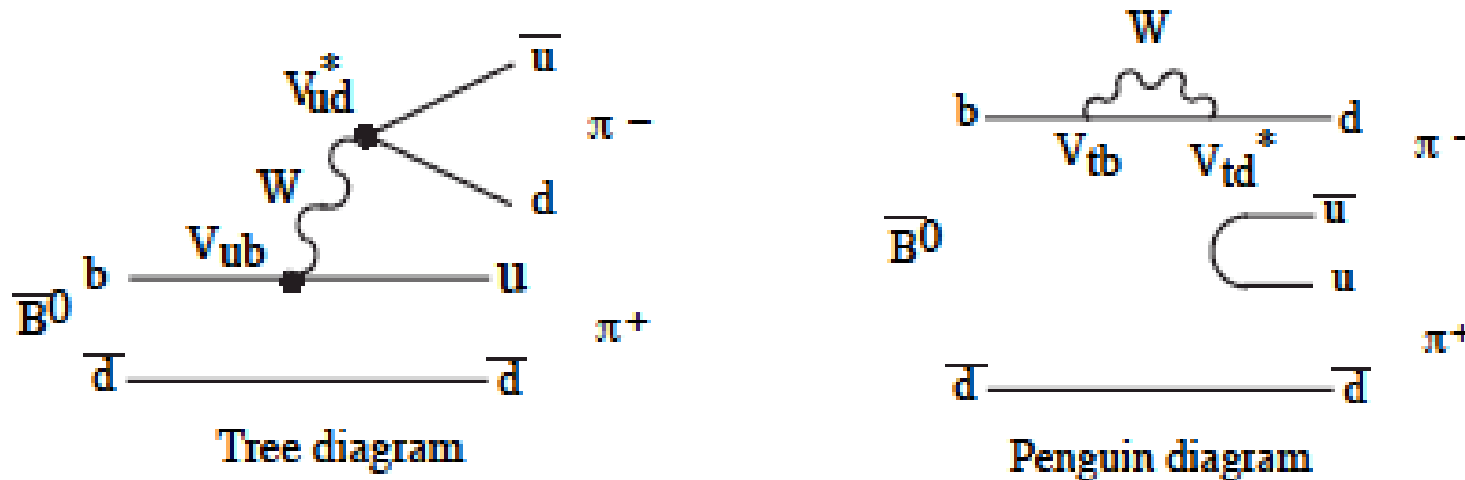 u̅
V*ud
π −
W
d
Vub
b
u
B̅⁰
π +
d̅
d̅
Tree diagram
W
b
d
Vtb
Vtd*
π −
u̅
B̅⁰
u
π+
d̅
d̅
Penguin diagram